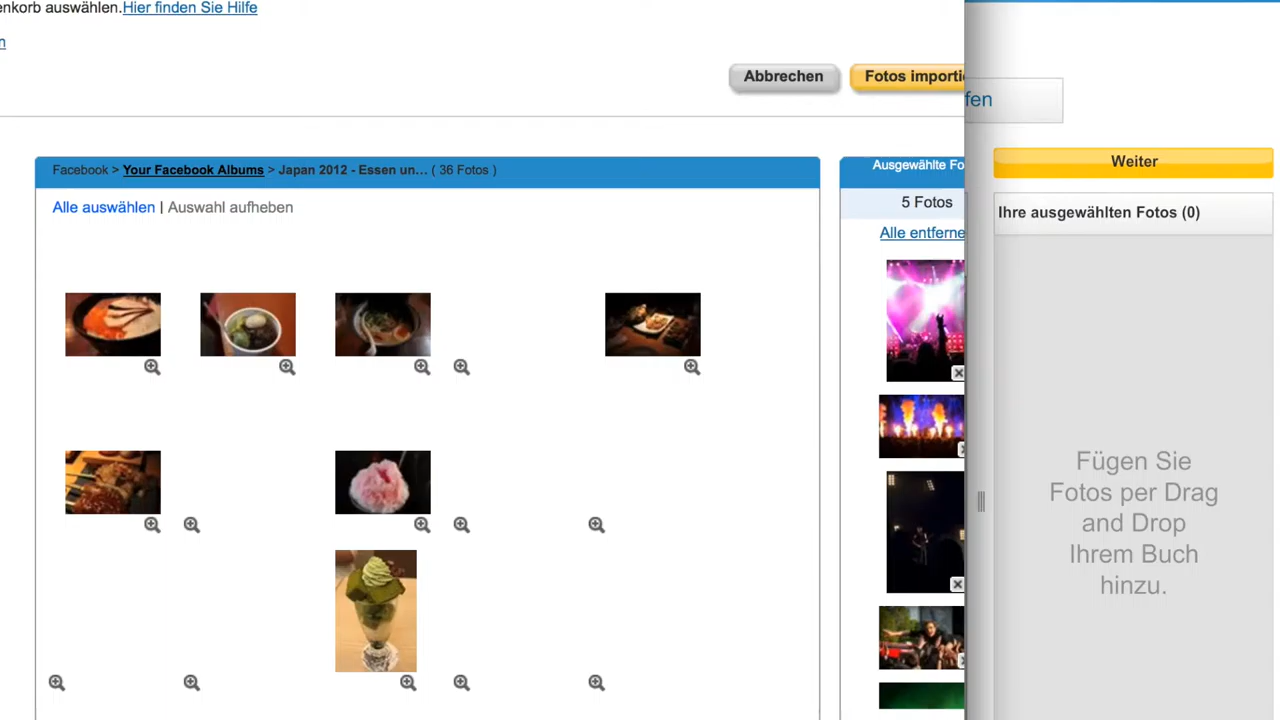 enkorb auswählen.Hier finden Sie Hilfe
n
Abbrechen
Fotos importi
fen
Weiter
Facebook > Your Facebook Albums > Japan 2012 - Essen un... ( 36 Fotos )
Ausgewählte Fo
Alle auswählen | Auswahl aufheben
5 Fotos
Alle entferne
Ihre ausgewählten Fotos (0)
Fügen Sie
Fotos per Drag
and Drop
Ihrem Buch
hinzu.